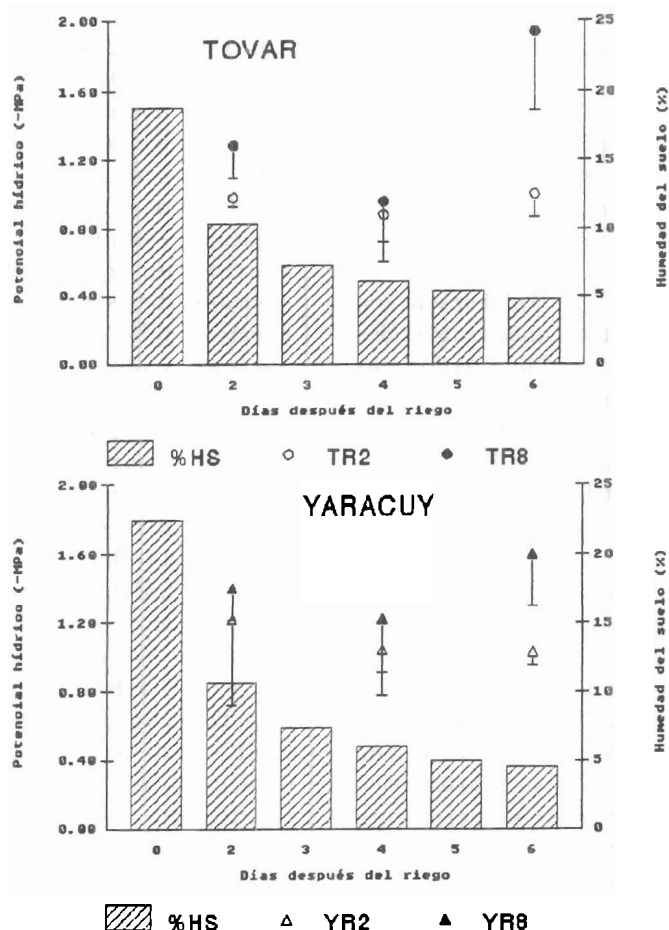 TOVAR
Potencial hídrico (-MPa)
2.00
1.60
1.20
0.80
0.40
0.00
Humedad del suelo (%)
25
20
15
10
5
0
0 2 3 4 5 6
Días después del riego
%HS TR2 TR8
YARACUY
Potencial hídrico (-MPa)
2.00
1.60
1.20
0.80
0.40
0.00
Humedad del suelo (%)
25
20
15
10
5
0
0 2 3 4 5 6
Días después del riego
%HS YR2 YR8